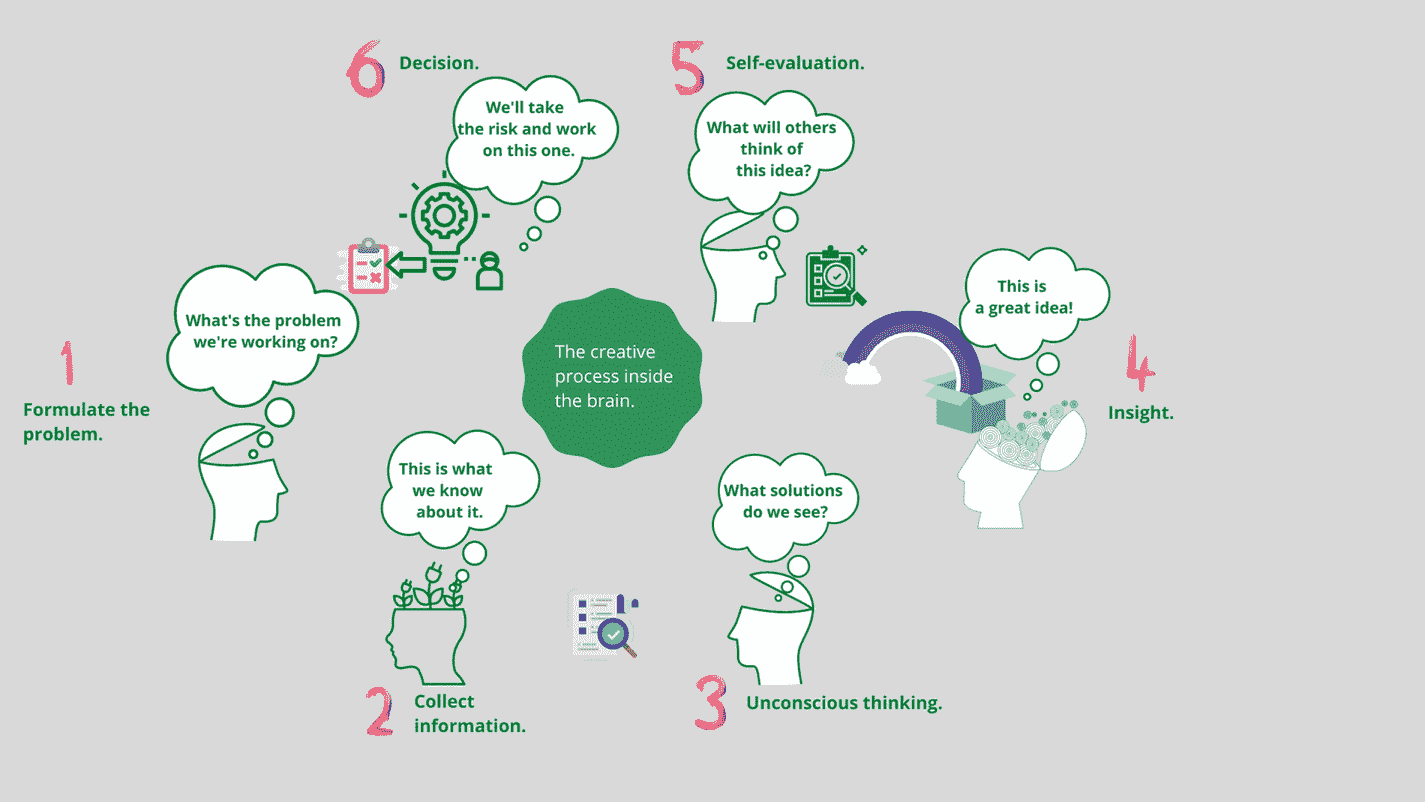 6
Decision.
We'll take
the risk and work
on this one.
5
Self-evaluation.
What will others
think of
this idea?
1
Formulate the
problem.
What's the problem
we're working on?
The creative
process inside
the brain.
This is
a great idea!
4
Insight.
This is what
we know
about it.
2
Collect
information.
What solutions
do we see?
3
Unconscious thinking.